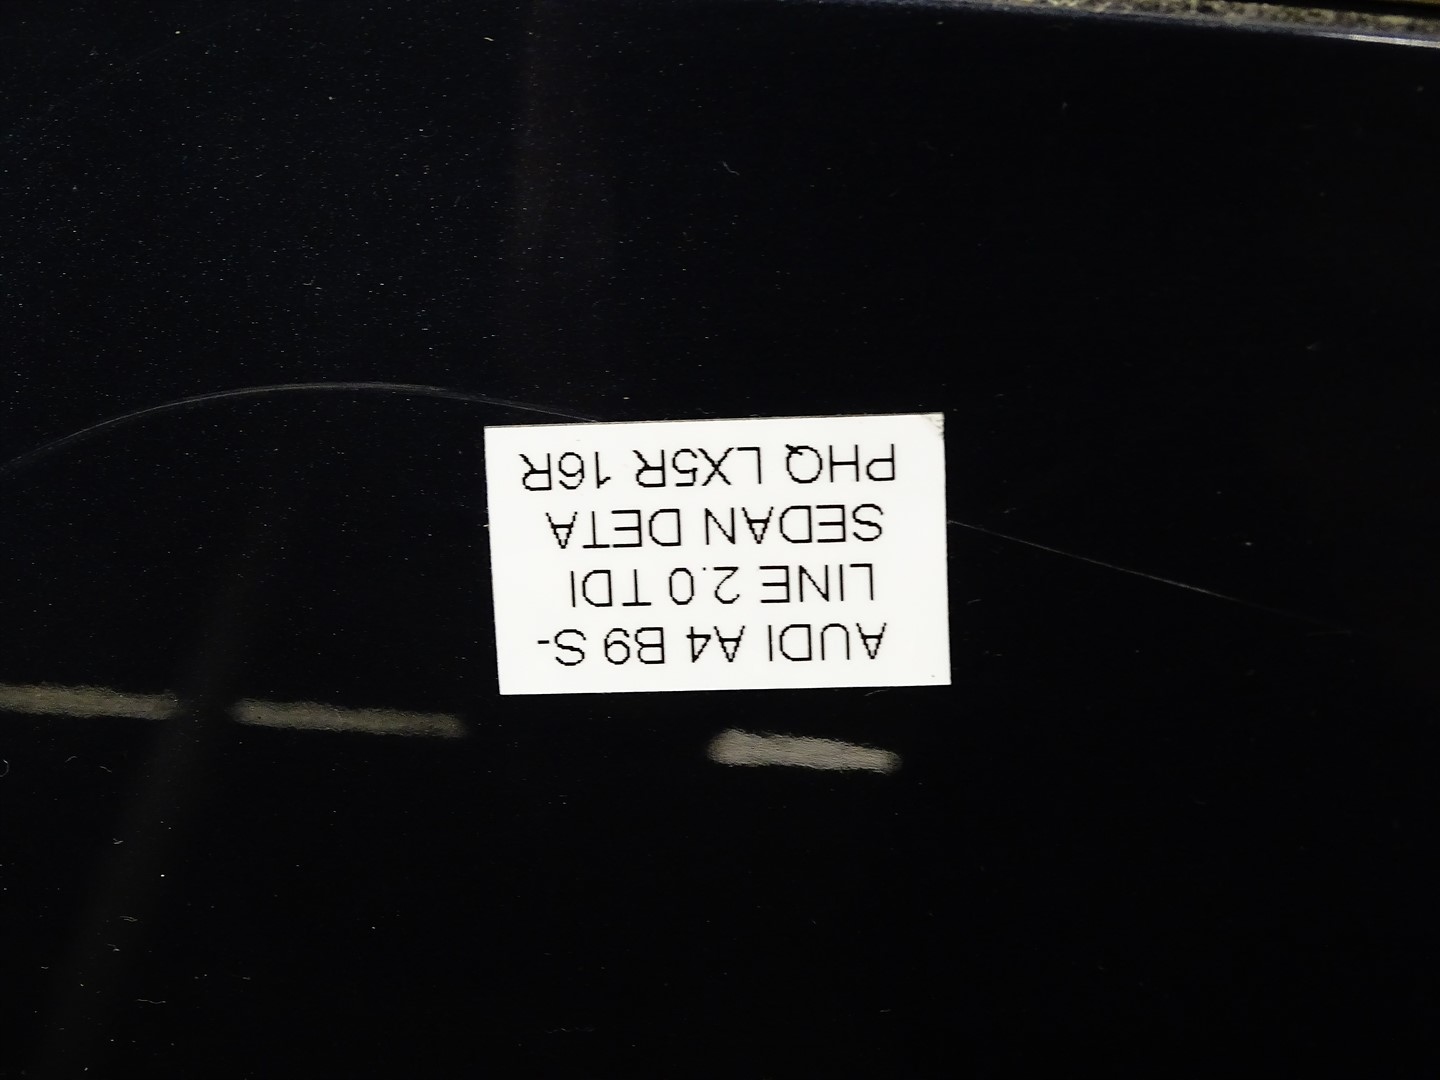 AUDI A4 B9 S-
LINE 2.0 TDI
SEDAN DETA
PHQ LX5R 16R